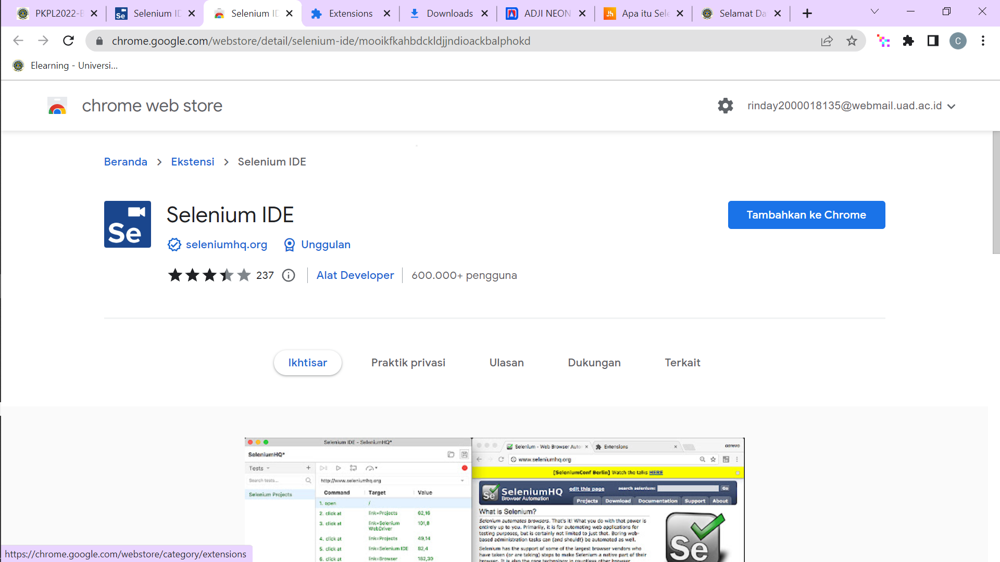 PKPL2022-E
Selenium ID
Selenium ID
Extensions
Downloads
ADJI NEON
Apa itu Sele
Selamat Da
chrome.google.com/webstore/detail/selenium-ide/mooikfkahbdckldjjndioackbalphokd
C
Elearning - Universi...
chrome web store
rinday2000018135@webmail.uad.ac.id
Beranda > Ekstensi > Selenium IDE
Se
Selenium IDE
Tambahkan ke Chrome
seleniumhq.org
Unggulan
237
Alat Developer
600.000+ pengguna
Ikhtisar
Praktik privasi
Ulasan
Dukungan
Terkait
Selenium IDE - SeleniumHQ*
SeleniumHQ*
Tests
Search tests...
Selenium Projects
http://www.seleniumhq.org
Command Target Value
1. open /
2. click at link=Projects 62,16
3. click at link=Selenium WebDriver 101,8
4. click at link=Projects 49,14
5. click at link=Selenium IDE 82,4
6. click at link=Browser 182,30
Selenium - Web Browser Auto
Extensions
www.seleniumhq.org
[SeleniumConf Berlin] Watch the talks HERE
SeleniumHQ
Browser Automation
edit this page
search selenium:
Go
Projects Download Documentation Support About
What is Selenium?
Selenium automates browsers. That's it! What you do with that power is
entirely up to you. Primarily, it is for automating web applications for
testing purposes, but is certainly not limited to just that. Boring web-
based administration tasks can (and should!) be automated as well.
Selenium has the support of some of the largest browser vendors who
have taken (or are taking) steps to make Selenium a native part of their
browser. It is also the core technology in countless other browser
Se
https://chrome.google.com/webstore/category/extensions